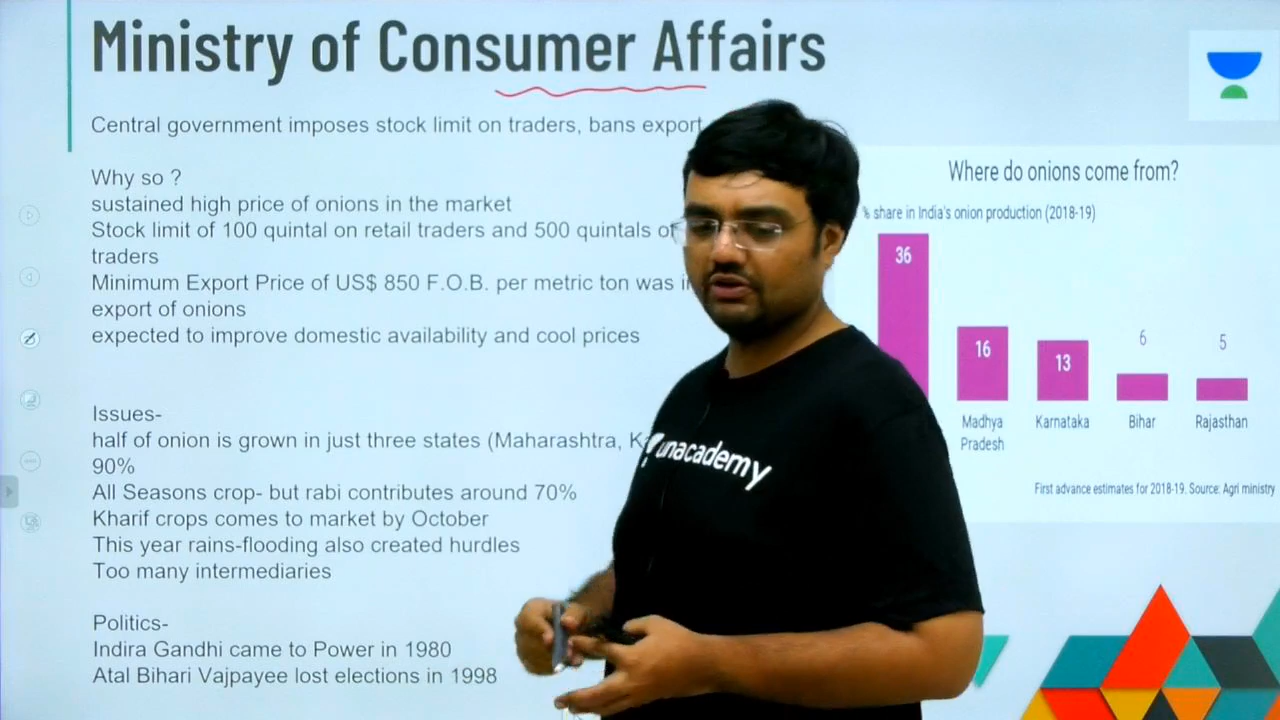 Ministry of Consumer Affairs
Central government imposes stock limit on traders, bans export
Why so ?
sustained high price of onions in the market
Stock limit of 100 quintal on retail traders and 500 quintals
traders
Minimum Export Price of US$ 850 F.O.B. per metric ton was
export of onions
expected to improve domestic availability and cool prices
Issues-
half of onion is grown in just three states (Maharashtra,
90%
All Seasons crop- but rabi contributes around 70%
Kharif crops comes to market by October
This year rains-flooding also created hurdles
Too many intermediaries
Politics-
Indira Gandhi came to Power in 1980
Atal Bihari Vajpayee lost elections in 1998
Where do onions come from?
% share in India's onion production (2018-19)
36
16
13
6
5
Madhya
Pradesh
Karnataka
Bihar
Rajasthan
First advance estimates for 2018-19. Source: Agri ministry
unacademy